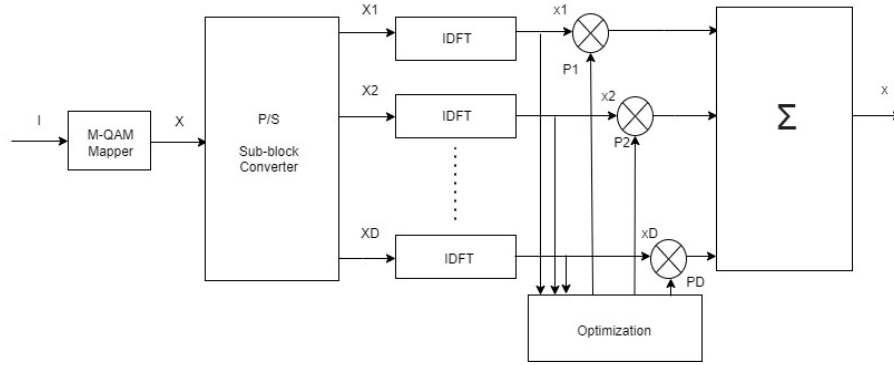 X1
IDFT
x1
P1
X2
IDFT
x2
P2
I
M-QAM
Mapper
X
P/S
Sub-block
Converter
Σ
x
XD
IDFT
xD
PD
Optimization